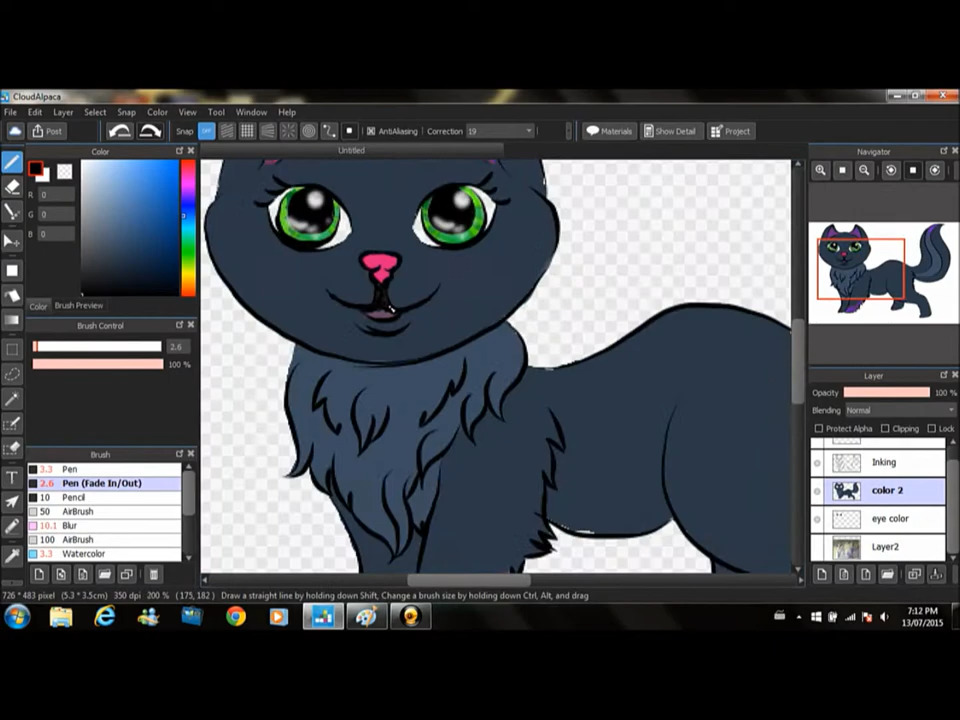 CloudAlpaca
File Edit View Layer Select Snap Color View Tool Window Help
Post Snap OFF AntiAliasing Correction 19 Materials Show Detail Project
Color Untitled Navigator
R 0
G 0
B 0
Color Brush Preview
Brush Control
2.6
100 %
Layer
Opacity 100 %
Blending Normal
Protect Alpha Clipping Lock
Inking
color 2
eye color
Layer2
Brush
3.3 Pen
2.6 Pen (Fade In/Out)
10 Pencil
50 AirBrush
10.1 Blur
100 AirBrush
3.3 Watercolor
726 * 483 pixel (5.3 * 3.5cm) 350 dpi 200 % (175, 182) Draw a straight line by holding down Shift, Change a brush size by holding down Ctrl, Alt, and drag
7:12 PM
13/07/2015